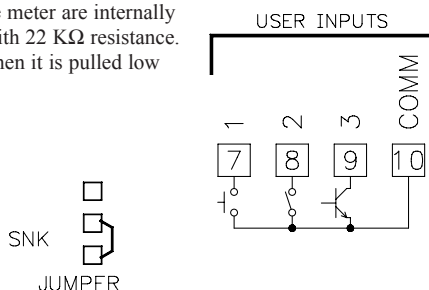 e meter are internally
ith 22 KΩ resistance.
hen it is pulled low
USER INPUTS
1 2 3 COMM
7 8 9 10
SNK
JUMPER